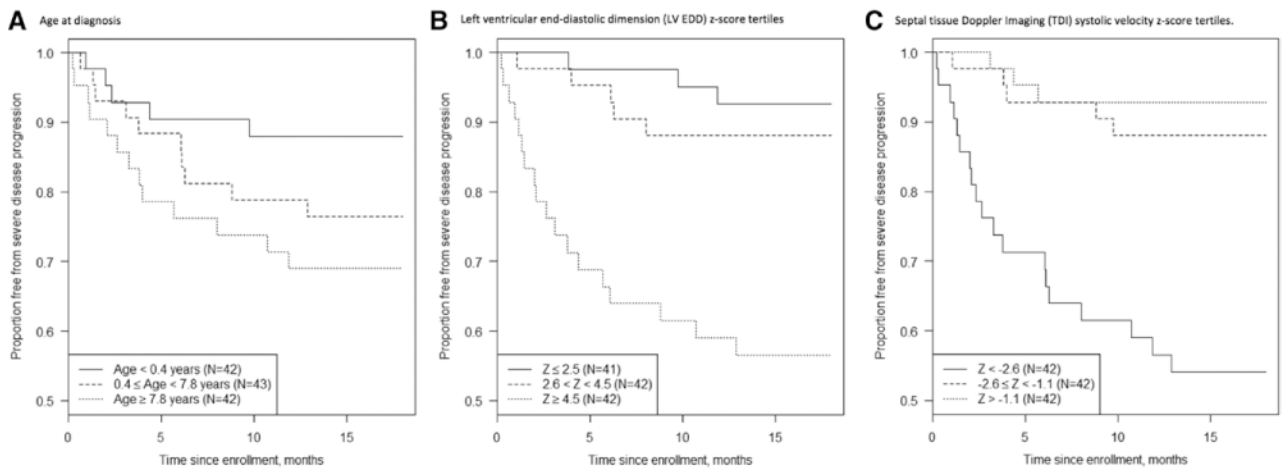 A Age at diagnosis
Proportion free from severe disease progression
1.0
0.9
0.8
0.7
0.6
0.5
Age < 0.4 years (N=42)
0.4 ≤ Age < 7.8 years (N=43)
Age ≥ 7.8 years (N=42)
0 5 10 15
Time since enrollment, months
B Left ventricular end-diastolic dimension (LV EDD) z-score tertiles
Proportion free from severe disease progression
1.0
0.9
0.8
0.7
0.6
0.5
Z ≤ 2.5 (N=41)
2.6 < Z < 4.5 (N=42)
Z ≥ 4.5 (N=42)
0 5 10 15
Time since enrollment, months
C Septal tissue Doppler Imaging (TDI) systolic velocity z-score tertiles.
Proportion free from severe disease progression
1.0
0.9
0.8
0.7
0.6
0.5
Z < -2.6 (N=42)
-2.6 ≤ Z < -1.1 (N=42)
Z > -1.1 (N=42)
0 5 10 15
Time since enrollment, months